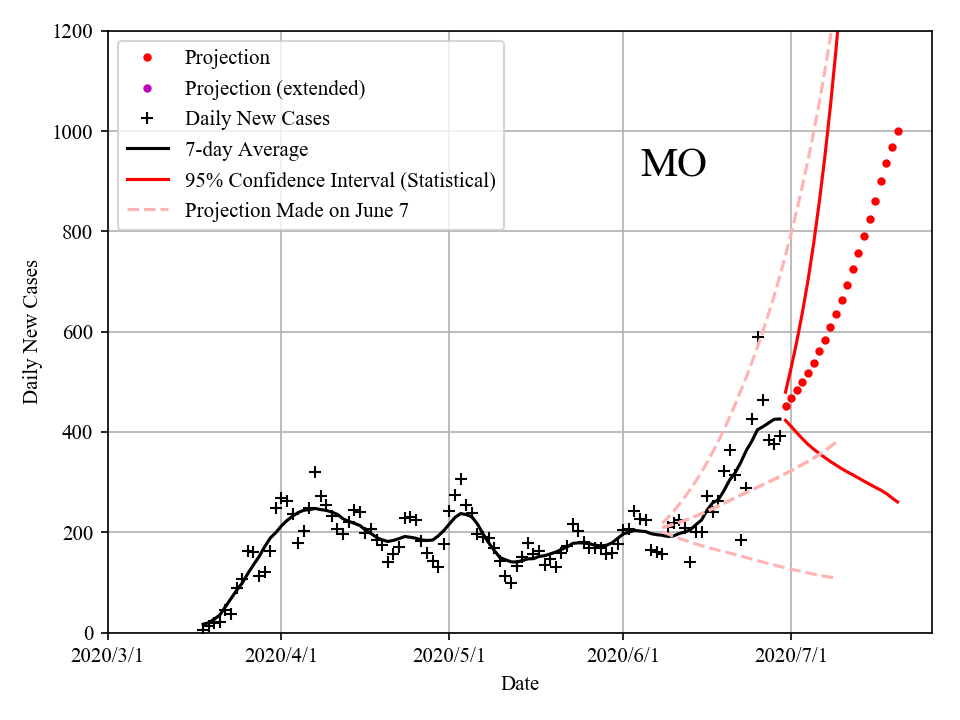 1200
1000
800
600
400
200
0
Daily New Cases
Projection
Projection (extended)
Daily New Cases
7-day Average
95% Confidence Interval (Statistical)
Projection Made on June 7
MO
2020/3/1 2020/4/1 2020/5/1 2020/6/1 2020/7/1
Date